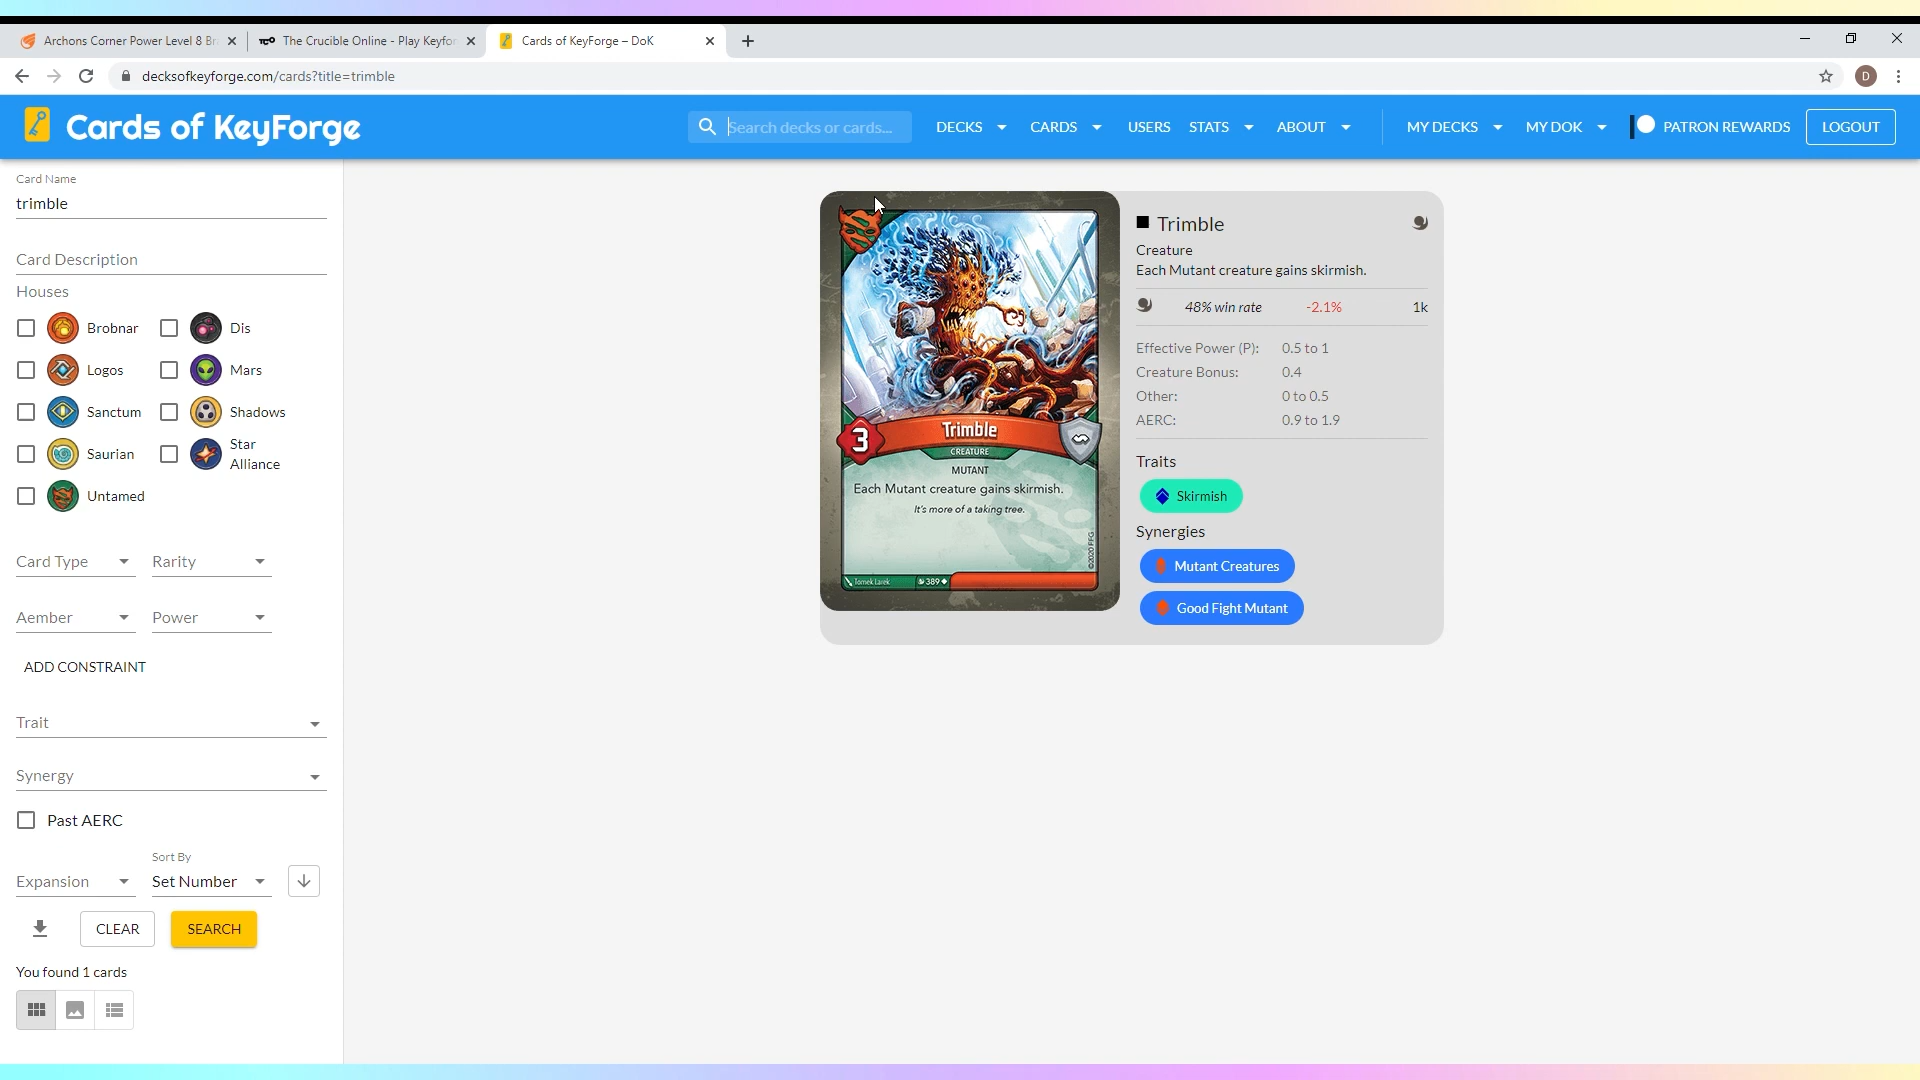 Archons Corner Power Level 8 Br
The Crucible Online - Play Keyfor
Cards of KeyForge – DoK
decksofkeyforge.com/cards?title=trimble
D
Cards of KeyForge
Search decks or cards...
DECKS
CARDS
USERS
STATS
ABOUT
MY DECKS
MY DOK
PATRON REWARDS
LOGOUT
Card Name
trimble
Card Description
Houses
Brobnar
Dis
Logos
Mars
Sanctum
Shadows
Saurian
Star
Alliance
Untamed
Card Type
Rarity
Aember
Power
ADD CONSTRAINT
Trait
Synergy
Past AERC
Sort By
Expansion
Set Number
CLEAR
SEARCH
You found 1 cards
3
Trimble
CREATURE
MUTANT
Each Mutant creature gains skirmish.
It's more of a taking tree.
©2020 FFG
Tomek Larek
389
Trimble
Creature
Each Mutant creature gains skirmish.
48% win rate
-2.1%
1k
Effective Power (P):
0.5 to 1
Creature Bonus:
0.4
Other:
0 to 0.5
AERC:
0.9 to 1.9
Traits
Skirmish
Synergies
Mutant Creatures
Good Fight Mutant